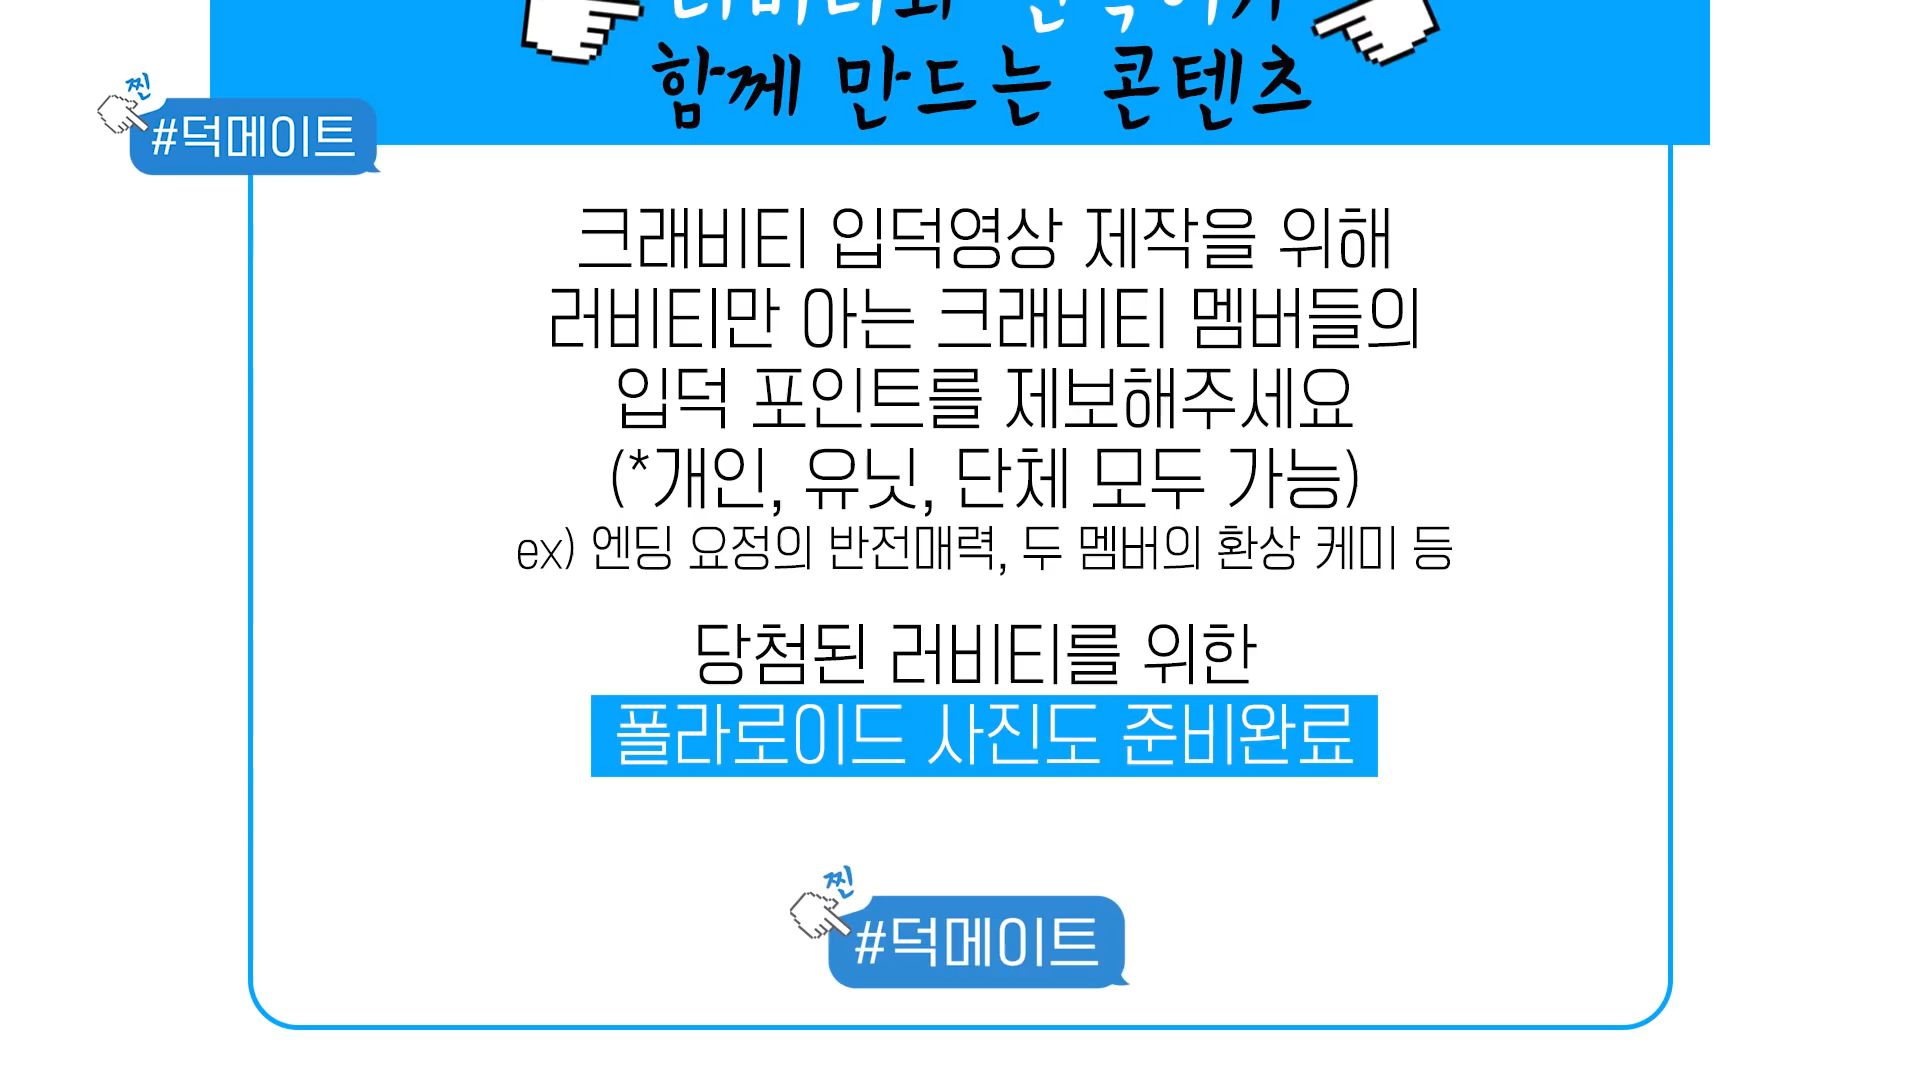 함께 만드는 콘텐츠
찐
#덕메이트
크래비티 입덕영상 제작을 위해
러비티만 아는 크래비티 멤버들의
입덕 포인트를 제보해주세요
(*개인, 유닛, 단체 모두 가능)
ex) 엔딩 요정의 반전매력, 두 멤버의 환상 케미 등
당첨된 러비티를 위한
폴라로이드 사진도 준비완료
찐
#덕메이트